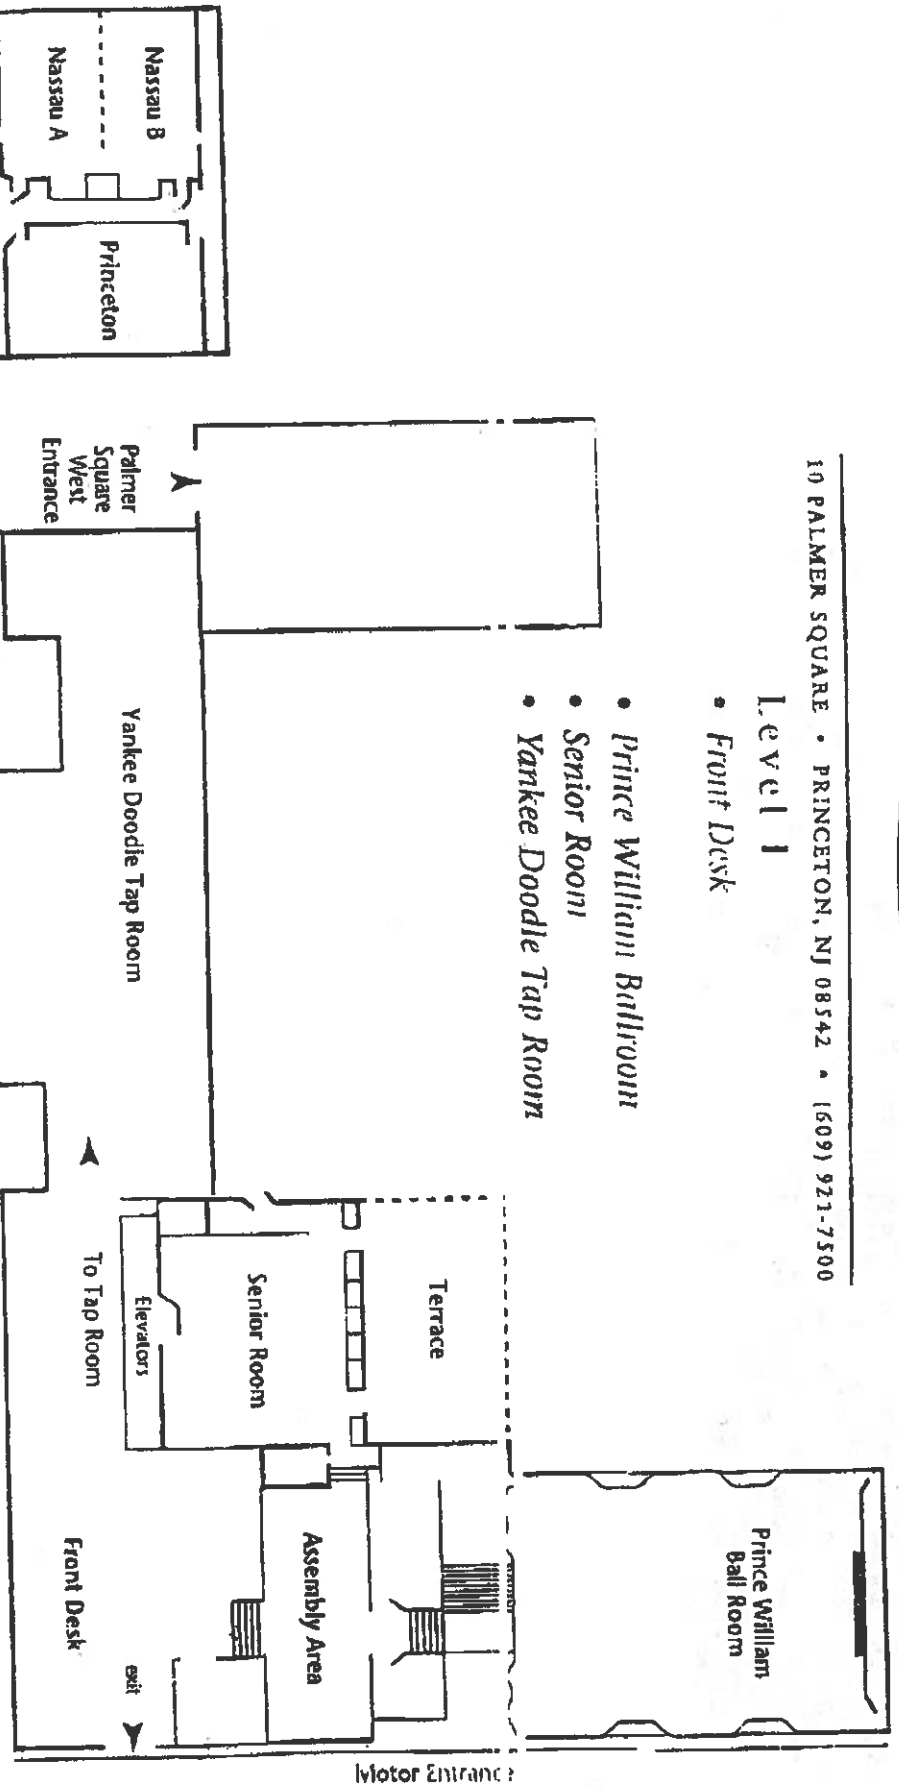 10 PALMER SQUARE • PRINCETON, NJ 08542 • (609) 921-7500
Level 1
• Front Desk
• Prince William Ballroom
• Senior Room
• Yankee Doodle Tap Room
Nassau B
Nassau A
Princeton
Palmer
Square
West
Entrance
Yankee Doodle Tap Room
To Tap Room
Elevators
Senior Room
Terrace
Prince William
Ball Room
Assembly Area
Front Desk
exit
Motor Entrance